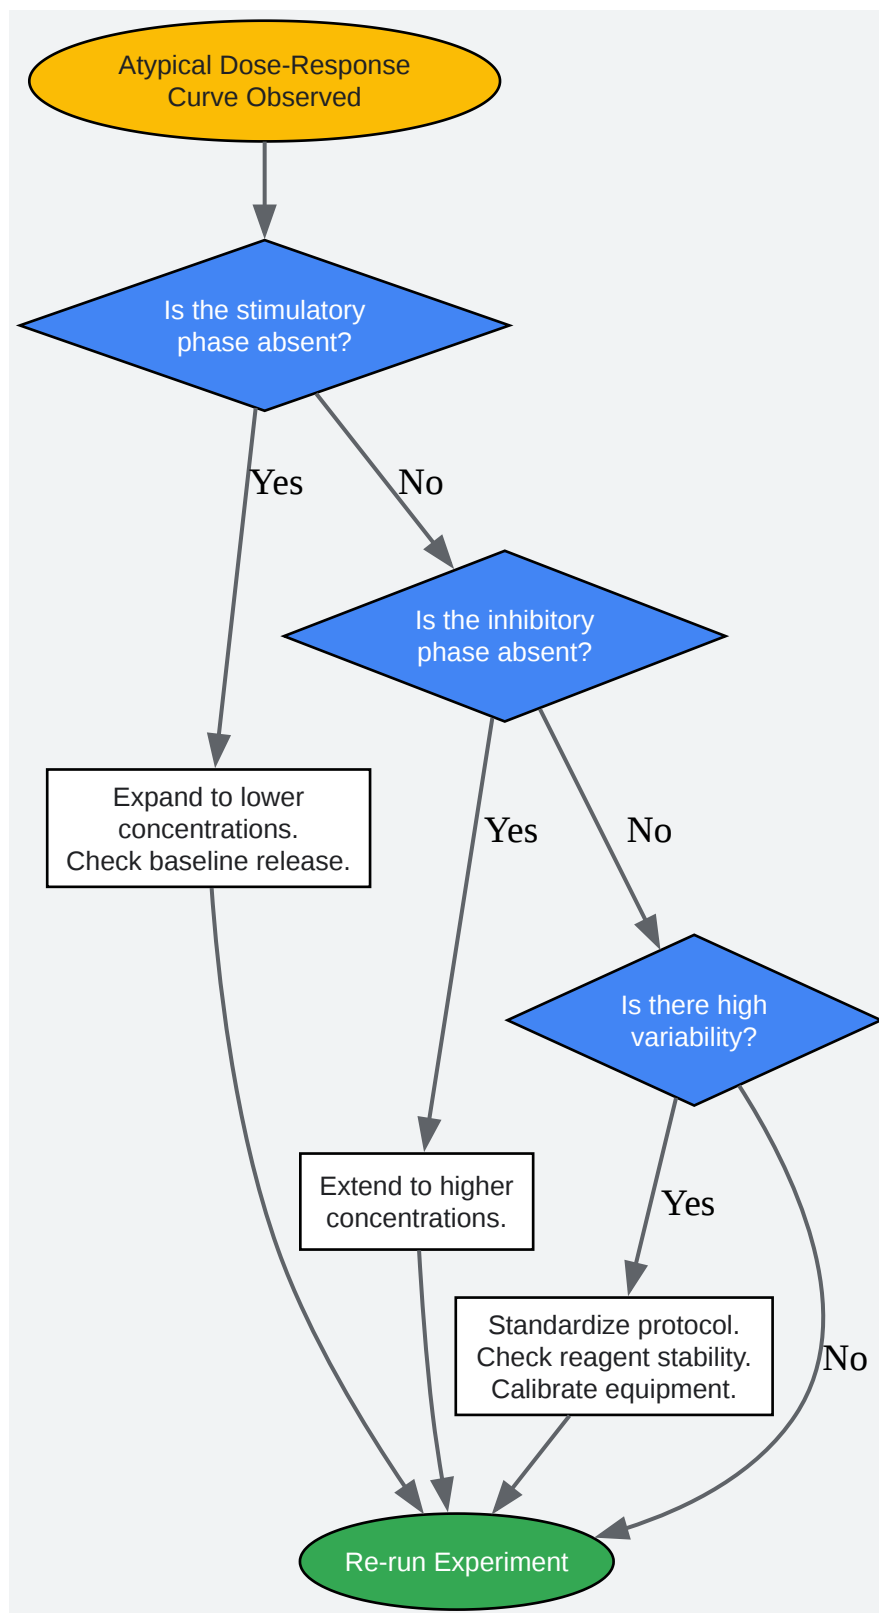 Atypical Dose-Response
Curve Observed
Is the stimulatory
phase absent?
Yes
No
Is the inhibitory
phase absent?
Expand to lower
concentrations.
Check baseline release.
Yes
No
Is there high
variability?
Extend to higher
concentrations.
Yes
Standardize protocol.
Check reagent stability.
Calibrate equipment.
No
Re-run Experiment